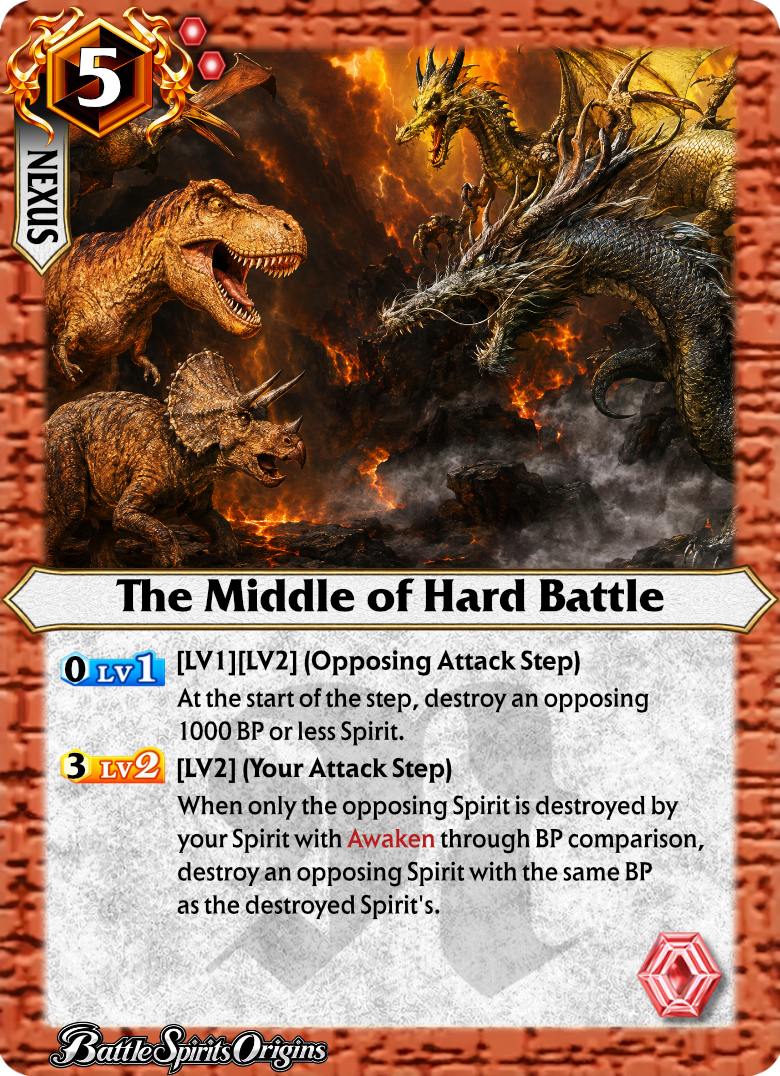 5
NEXUS
The Middle of Hard Battle
0 LV1 [LV1][LV2] (Opposing Attack Step)
At the start of the step, destroy an opposing
1000 BP or less Spirit.
3 LV2 [LV2] (Your Attack Step)
When only the opposing Spirit is destroyed by
your Spirit with Awaken through BP comparison,
destroy an opposing Spirit with the same BP
as the destroyed Spirit's.
Battle Spirits Origins